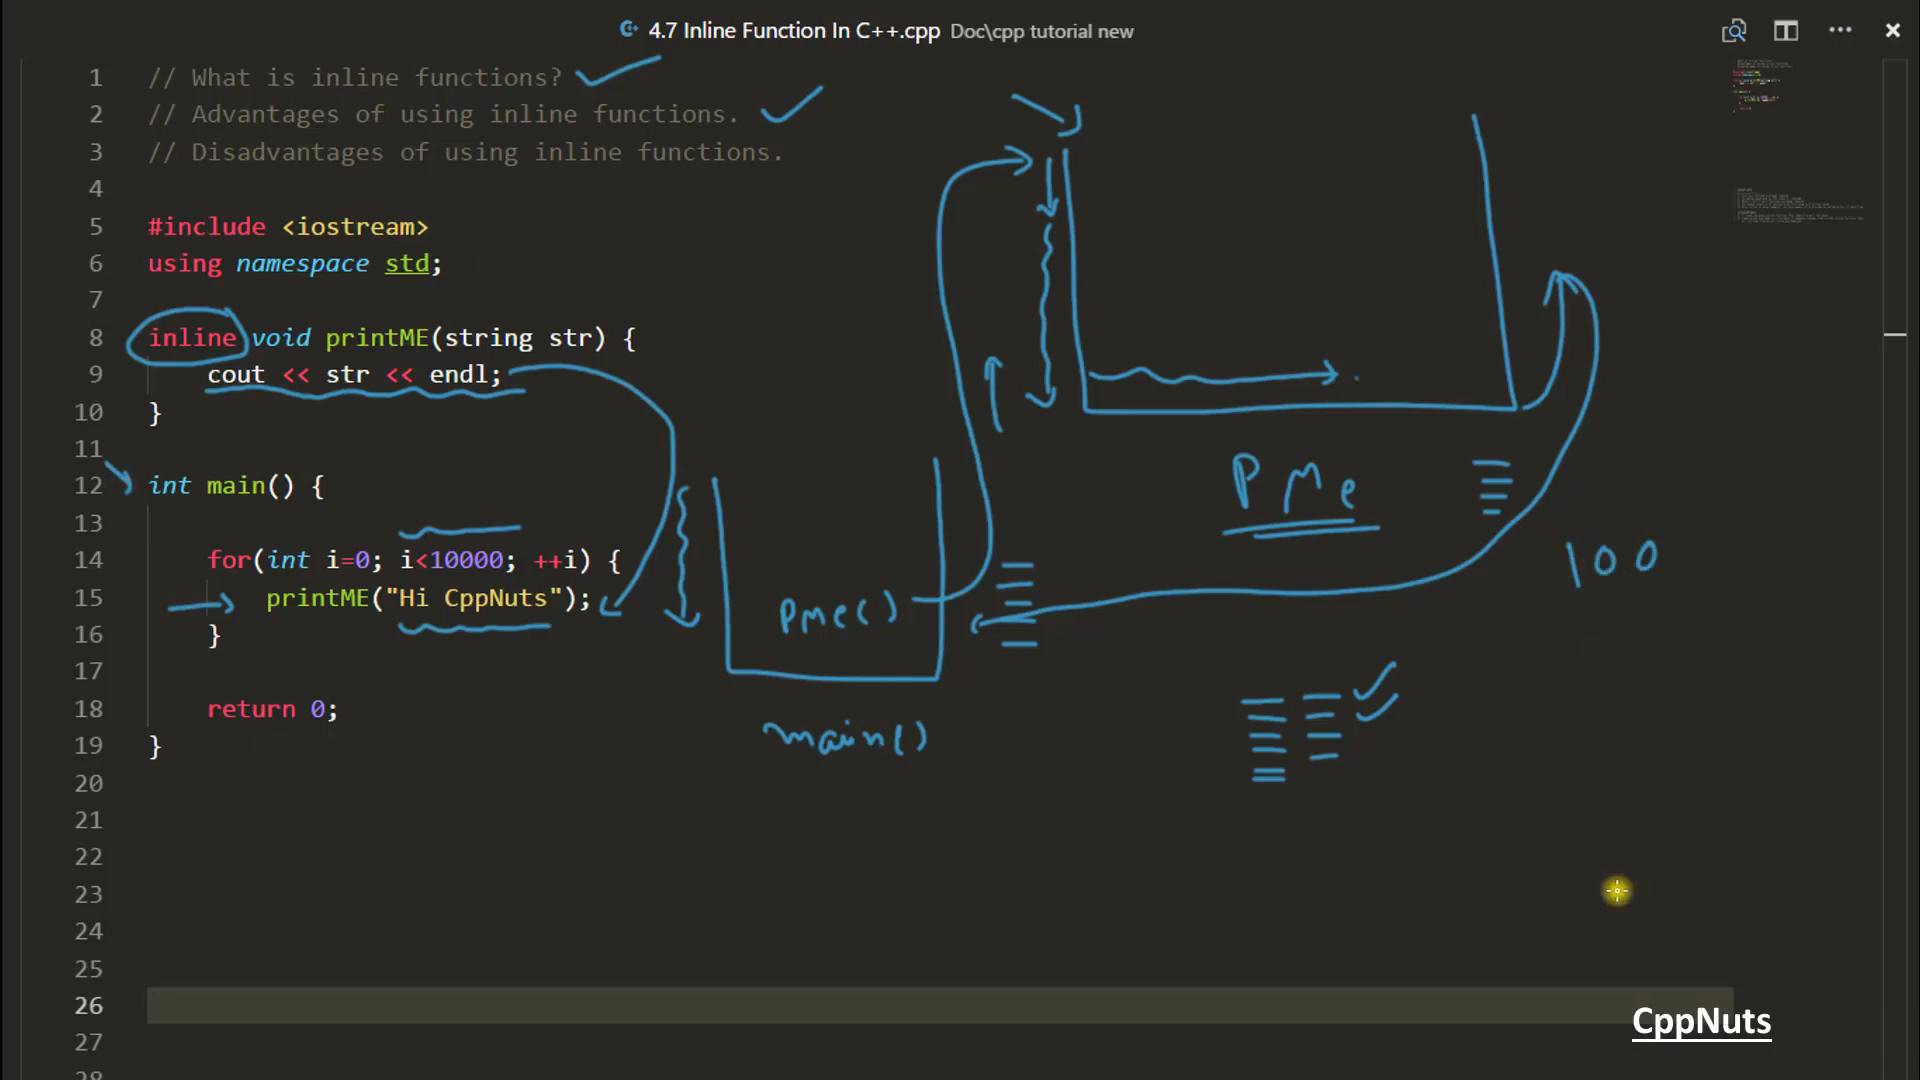 4.7 Inline Function In C++.cpp Doc\cpp tutorial new
1 // What is inline functions?
2 // Advantages of using inline functions.
3 // Disadvantages of using inline functions.
4
5 #include <iostream>
6 using namespace std;
7
8 inline void printME(string str) {
9 cout << str << endl;
10 }
11
12 int main() {
13
14 for(int i=0; i<10000; ++i) {
15 printME("Hi CppNuts");
16 }
17
18 return 0;
19 }
20
21
22
23
24
25
26
27
28
PMe
100
PMe()
main()
CppNuts